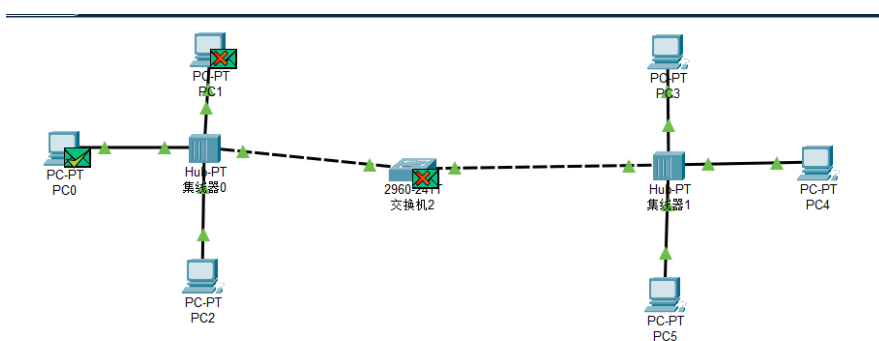 PC-PT
PC1
PC-PT
PC3
PC-PT
PC0
Hub-PT
集线器0
2960-24TT
交换机2
Hub-PT
集线器1
PC-PT
PC4
PC-PT
PC2
PC-PT
PC5